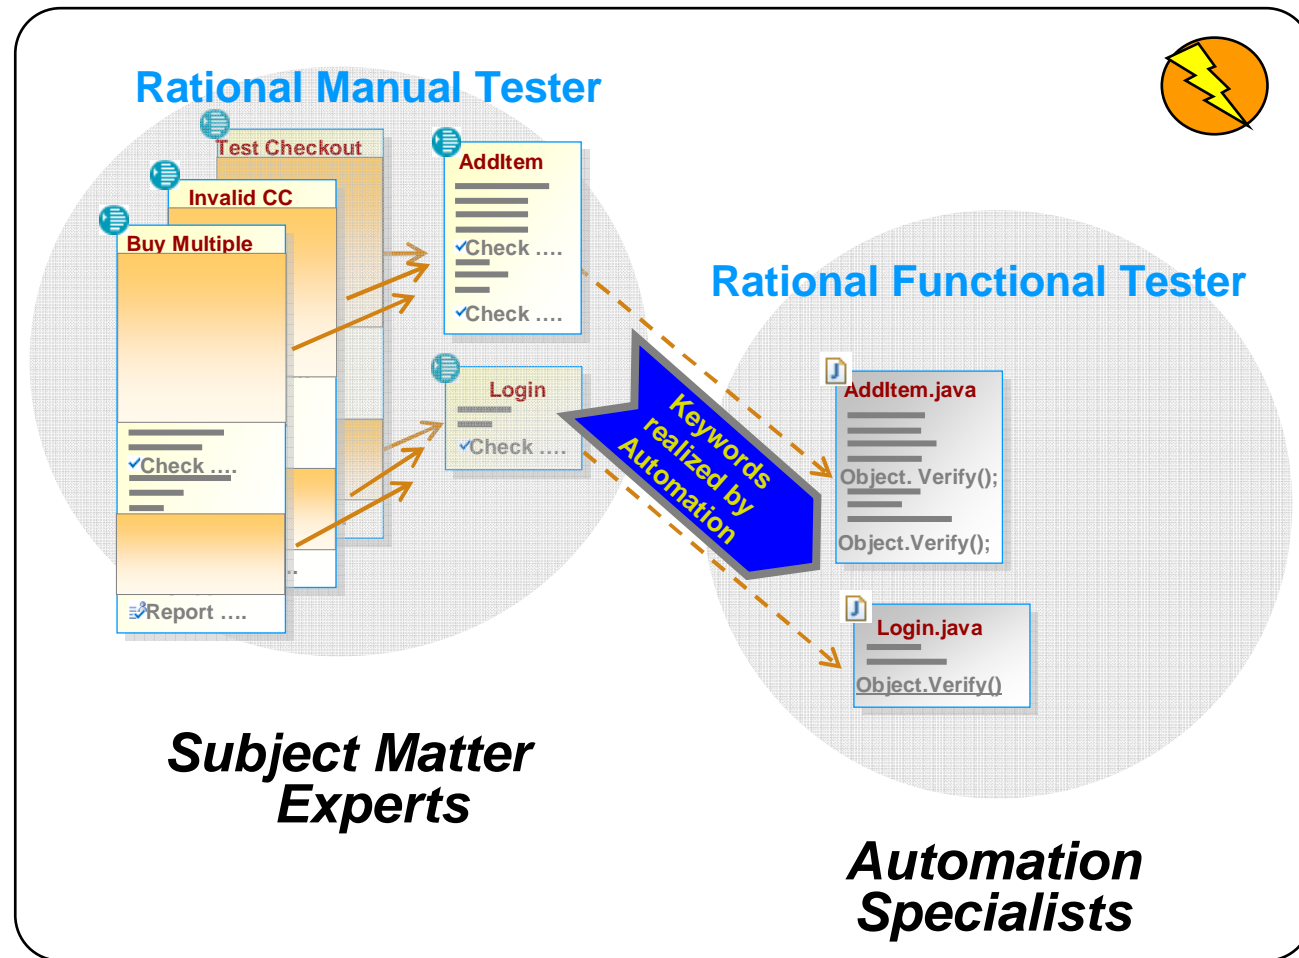 Rational Manual Tester
Test Checkout
Invalid CC
Buy Multiple
Check ….
Report ….
AddItem
Check ….
Check ….
Login
Check ….
Keywords
realized by
Automation
Rational Functional Tester
J
AddItem.java
Object. Verify();
Object.Verify();
J
Login.java
Object.Verify()
Subject Matter
Experts
Automation
Specialists